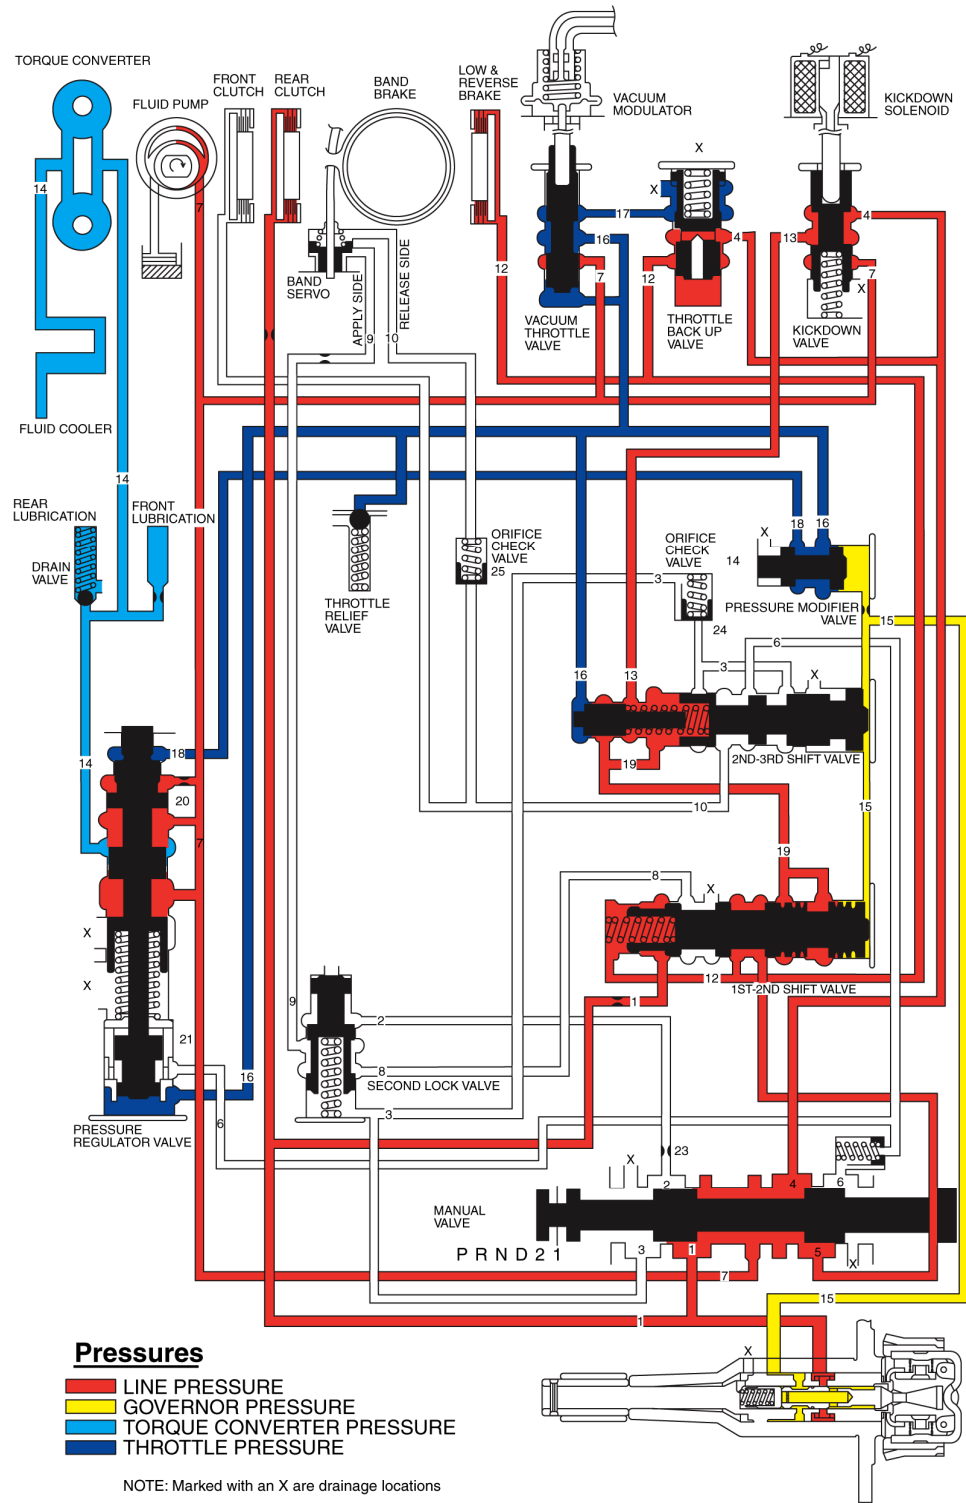 TORQUE CONVERTER
FLUID PUMP
FRONT
CLUTCH
REAR
CLUTCH
BAND
BRAKE
LOW &
REVERSE
BRAKE
VACUUM
MODULATOR
KICKDOWN
SOLENOID
X
X
14
7
17
16
4
13
4
7
12
7
12
X
BAND
SERVO
APPLY SIDE
RELEASE SIDE
9
10
VACUUM
THROTTLE
VALVE
THROTTLE
BACK UP
VALVE
KICKDOWN
VALVE
FLUID COOLER
14
REAR
LUBRICATION
FRONT
LUBRICATION
DRAIN
VALVE
THROTTLE
RELIEF
VALVE
ORIFICE
CHECK
VALVE
25
ORIFICE
CHECK
VALVE
3
24
18
16
X
14
PRESSURE MODIFIER
VALVE
15
6
3
X
16
13
2ND-3RD SHIFT VALVE
19
10
15
19
14
18
20
7
8
X
12
1
1ST-2ND SHIFT VALVE
X
X
9
2
8
SECOND LOCK VALVE
3
21
16
6
PRESSURE
REGULATOR VALVE
23
X
2
4
6
MANUAL
VALVE
P R N D 2 1
3
1
5
X
7
15
1
X
Pressures
LINE PRESSURE
GOVERNOR PRESSURE
TORQUE CONVERTER PRESSURE
THROTTLE PRESSURE
NOTE: Marked with an X are drainage locations